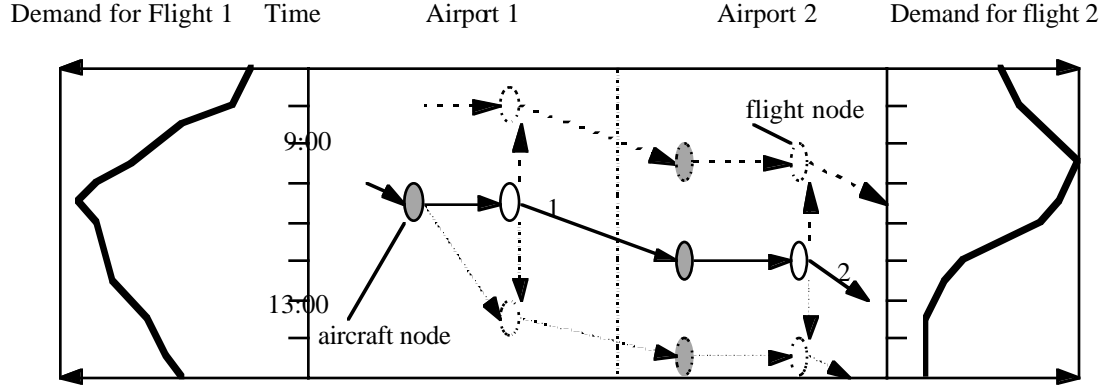 Demand for Flight 1 Time Airport 1 Airport 2 Demand for flight 2
flight node
9:00
1
2
13:00
aircraft node